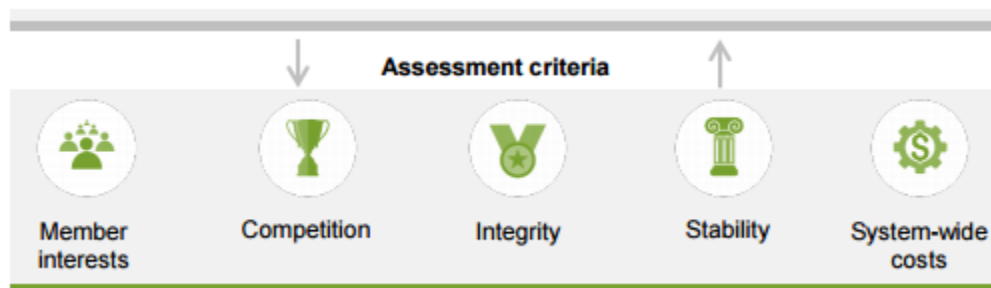 Assessment criteria
Member
interests
Competition
Integrity
Stability
System-wide
costs